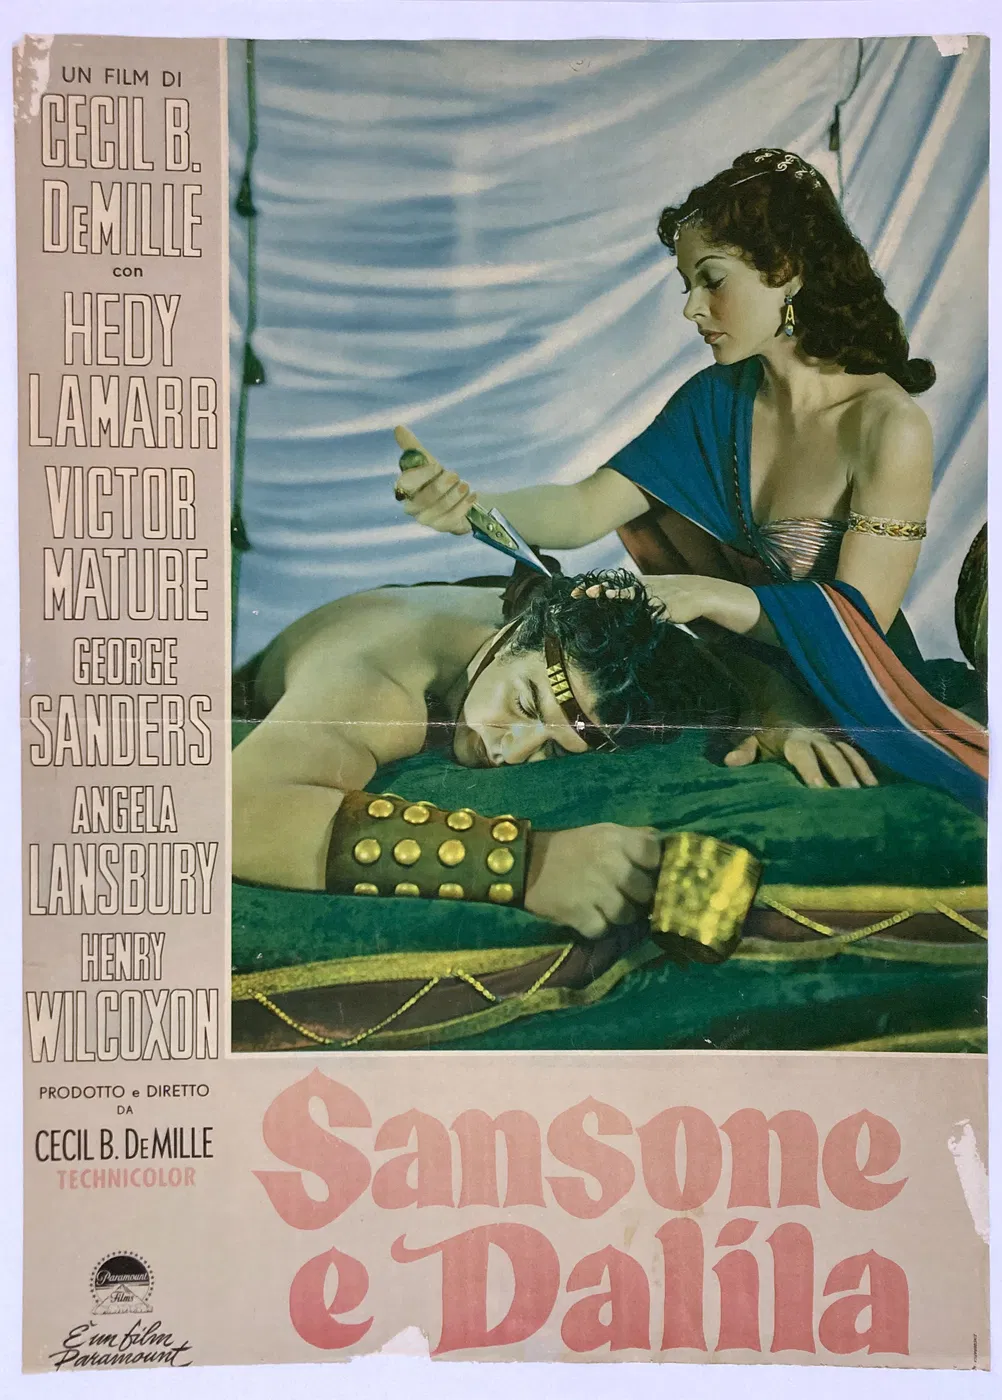 UN FILM DI
CECIL B.
DEMILLE
con
HEDY
LAMARR
VICTOR
MATURE
GEORGE
SANDERS
ANGELA
LANSBURY
HENRY
WILCOXON
PRODOTTO e DIRETTO
DA
CECIL B. DEMILLE
TECHNICOLOR
Sansone
e Dalila
Paramount
Films
È un film
Paramount